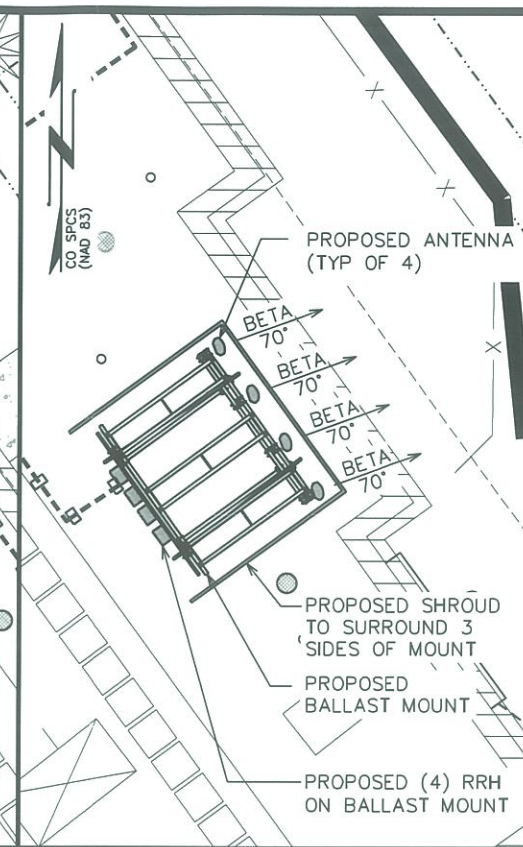 CO SPCS
(NAD 83)
PROPOSED ANTENNA
(TYP OF 4)
BETA
70°
BETA
70°
BETA
70°
BETA
70°
PROPOSED SHROUD
TO SURROUND 3
SIDES OF MOUNT
PROPOSED
BALLAST MOUNT
PROPOSED (4) RRH
ON BALLAST MOUNT
X
X
X